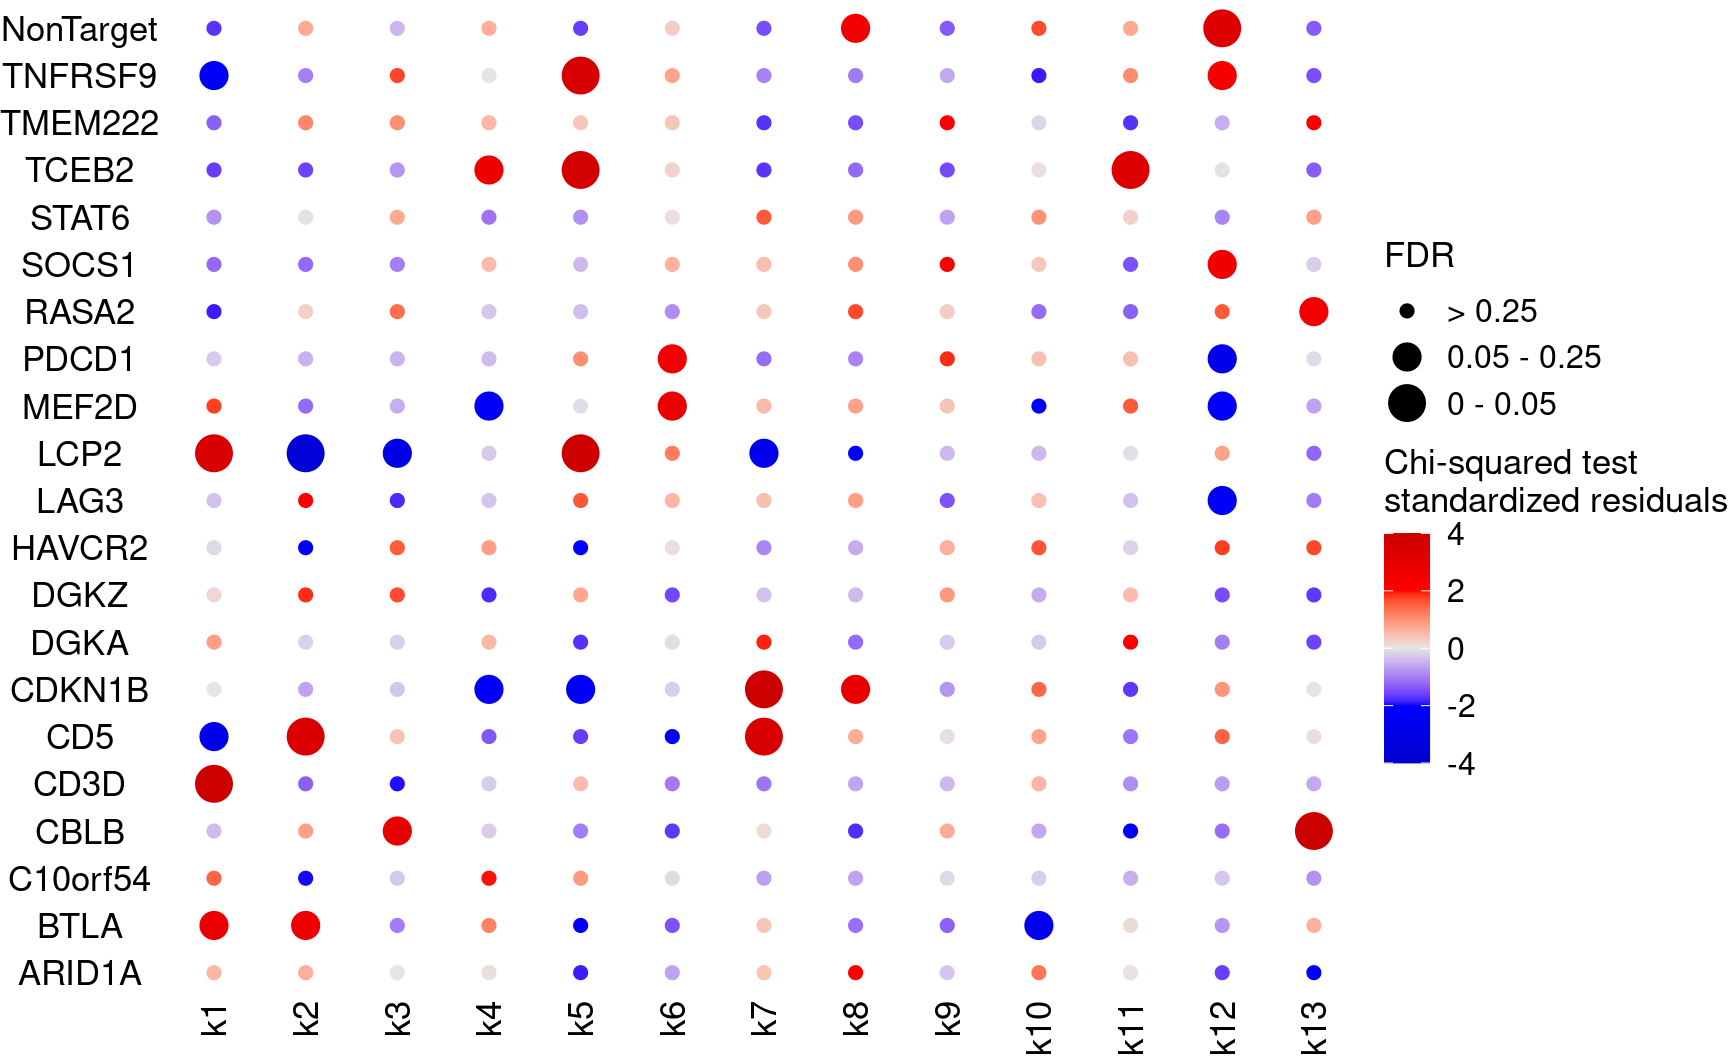 NonTarget
TNFRSF9
TMEM222
TCEB2
STAT6
SOCS1
RASA2
PDCD1
MEF2D
LCP2
LAG3
HAVCR2
DGKZ
DGKA
CDKN1B
CD5
CD3D
CBLB
C10orf54
BTLA
ARID1A
k1 k2 k3 k4 k5 k6 k7 k8 k9 k10 k11 k12 k13
FDR
> 0.25
0.05 - 0.25
0 - 0.05
Chi-squared test
standardized residuals
4
2
0
-2
-4